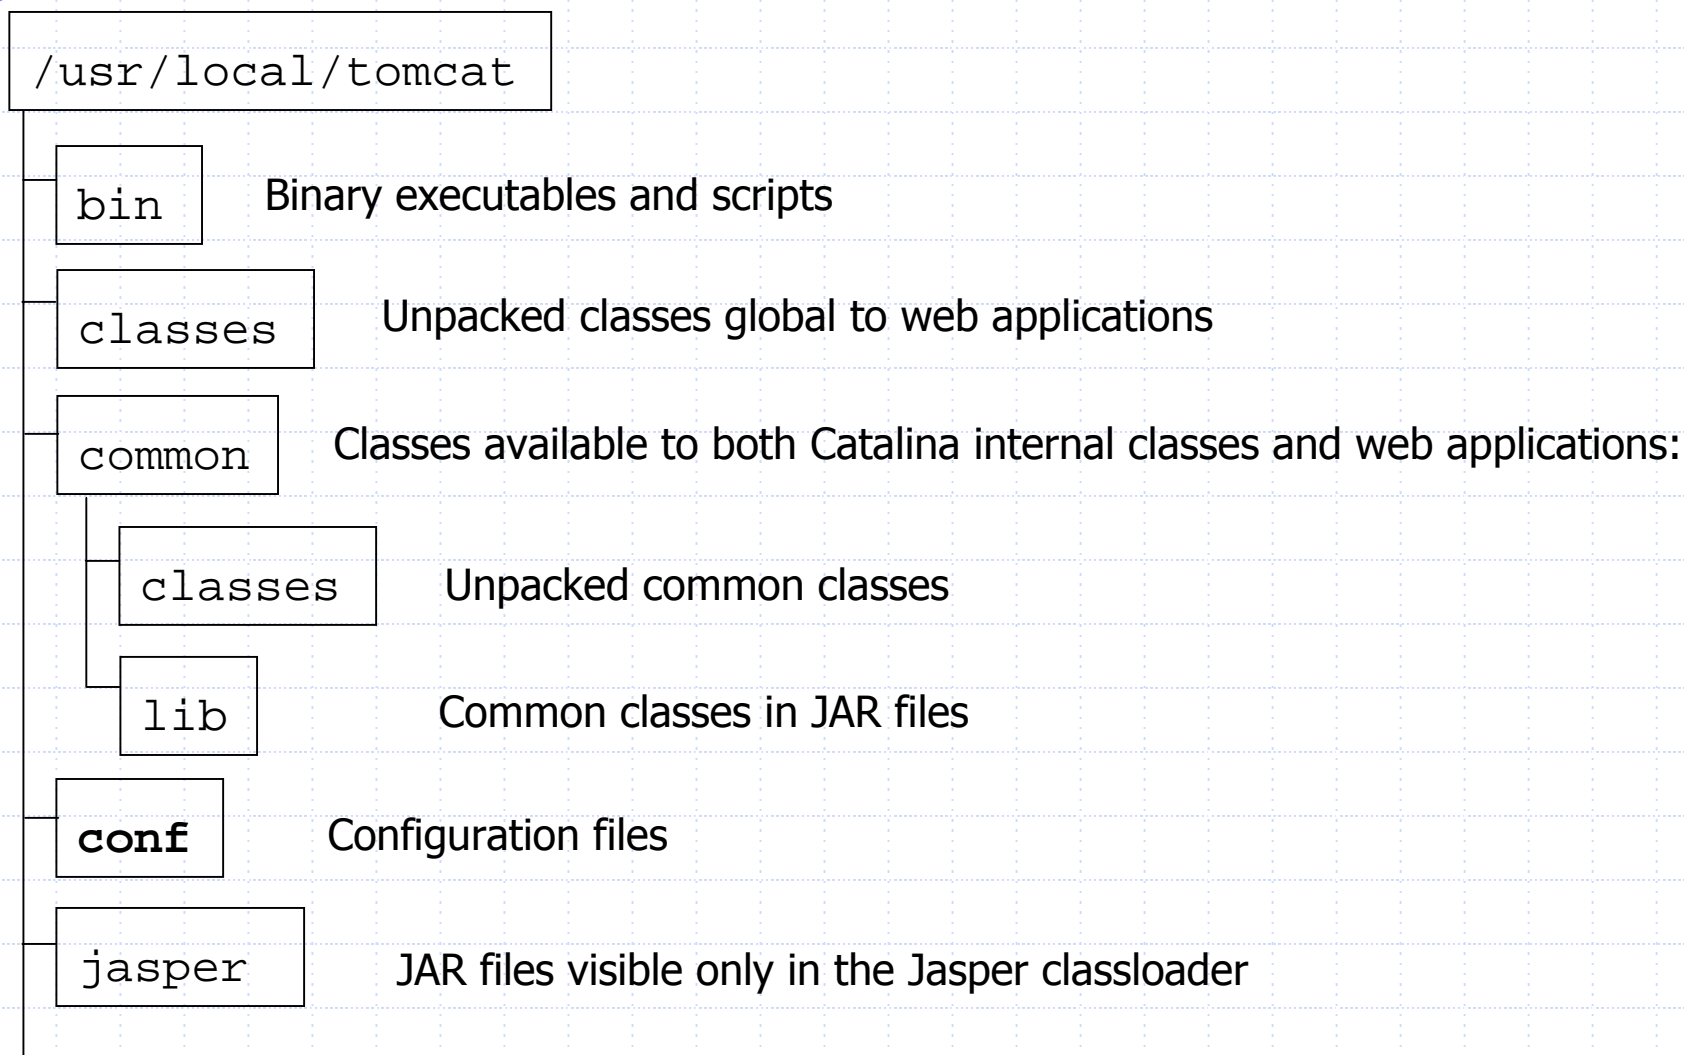 /usr/local/tomcat
bin Binary executables and scripts
classes Unpacked classes global to web applications
common Classes available to both Catalina internal classes and web applications:
classes Unpacked common classes
lib Common classes in JAR files
conf Configuration files
jasper JAR files visible only in the Jasper classloader